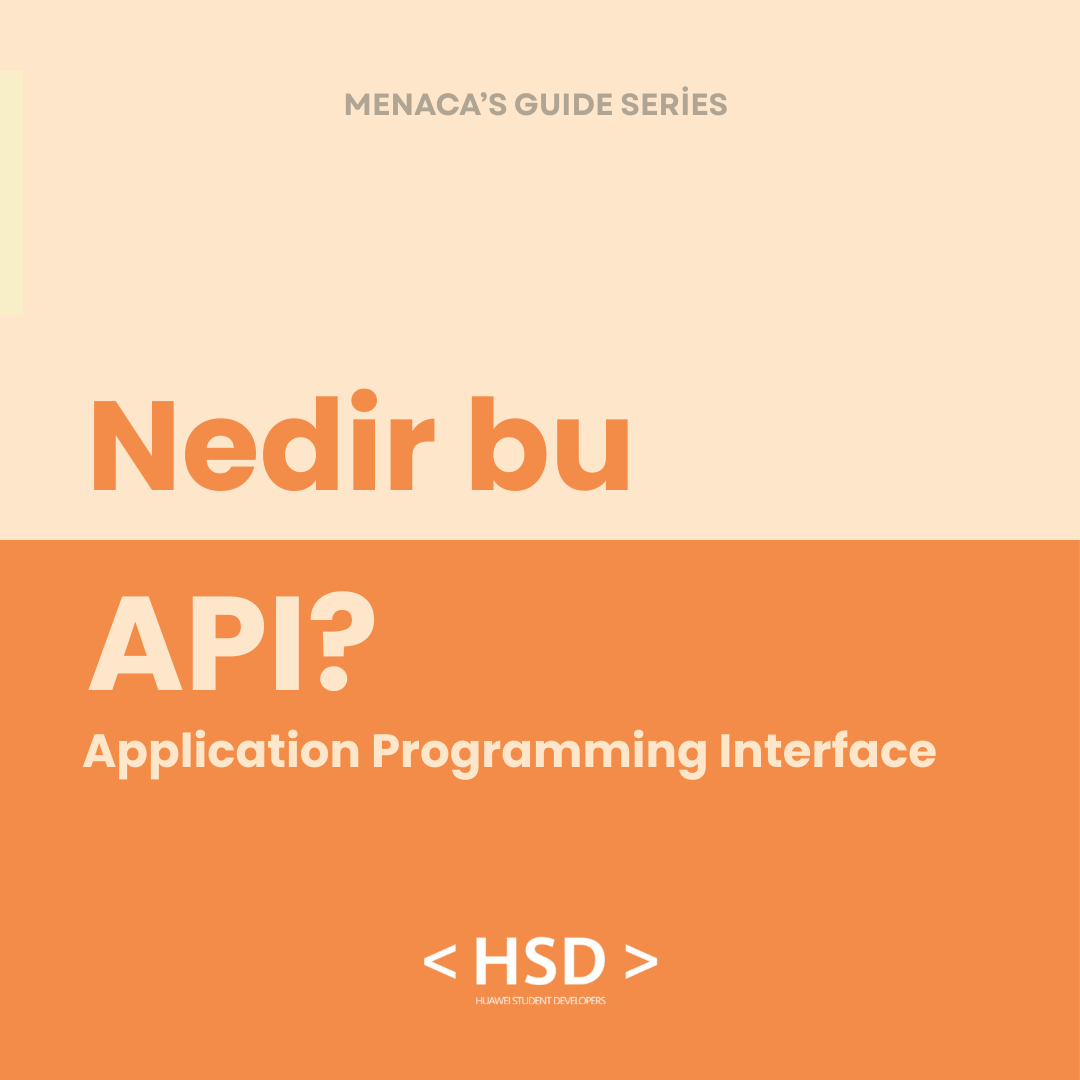 MENACA’S GUIDE SERİES
Nedir bu
API?
Application Programming Interface
< HSD >
HUAWEI STUDENT DEVELOPERS